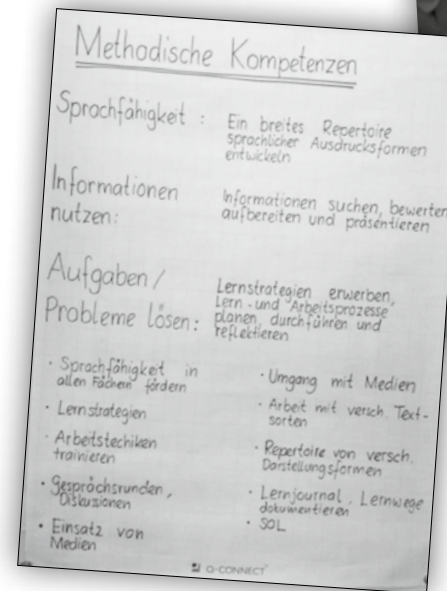 Methodische Kompetenzen
Sprachfähigkeit :
Ein breites Repertoire
sprachlicher Ausdrucksformen
entwickeln
Informationen
nutzen:
Informationen suchen, bewerten
aufbereiten und präsentieren
Aufgaben /
Probleme lösen:
Lernstrategien erwerben,
Lern- und Arbeitsprozesse
planen, durchführen und
reflektieren
· Sprachfähigkeit in
allen Fächern fördern
· Lernstrategien
· Arbeitstechiken
trainieren
• Gesprächsrunden,
Diskussionen
• Einsatz von
Medien
· Umgang mit Medien
· Arbeit mit versch. Text-
sorten
· Repertoire von versch.
Darstellungsformen
· Lernjournal, Lernwege
dokumentieren
· SOL
Q-CONNECT